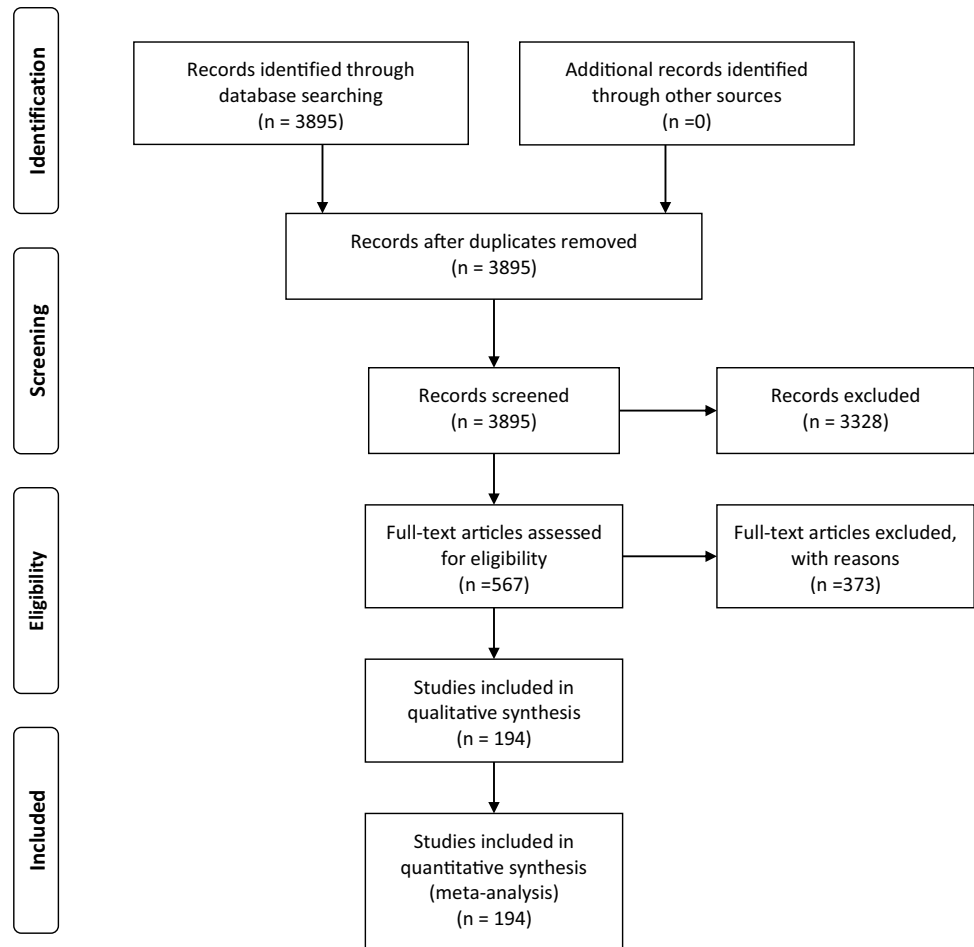 Identification
Records identified through
database searching
(n = 3895)
Additional records identified
through other sources
(n =0)
Screening
Records after duplicates removed
(n = 3895)
Records screened
(n = 3895)
Records excluded
(n = 3328)
Eligibility
Full-text articles assessed
for eligibility
(n =567)
Full-text articles excluded,
with reasons
(n =373)
Included
Studies included in
qualitative synthesis
(n = 194)
Studies included in
quantitative synthesis
(meta-analysis)
(n = 194)